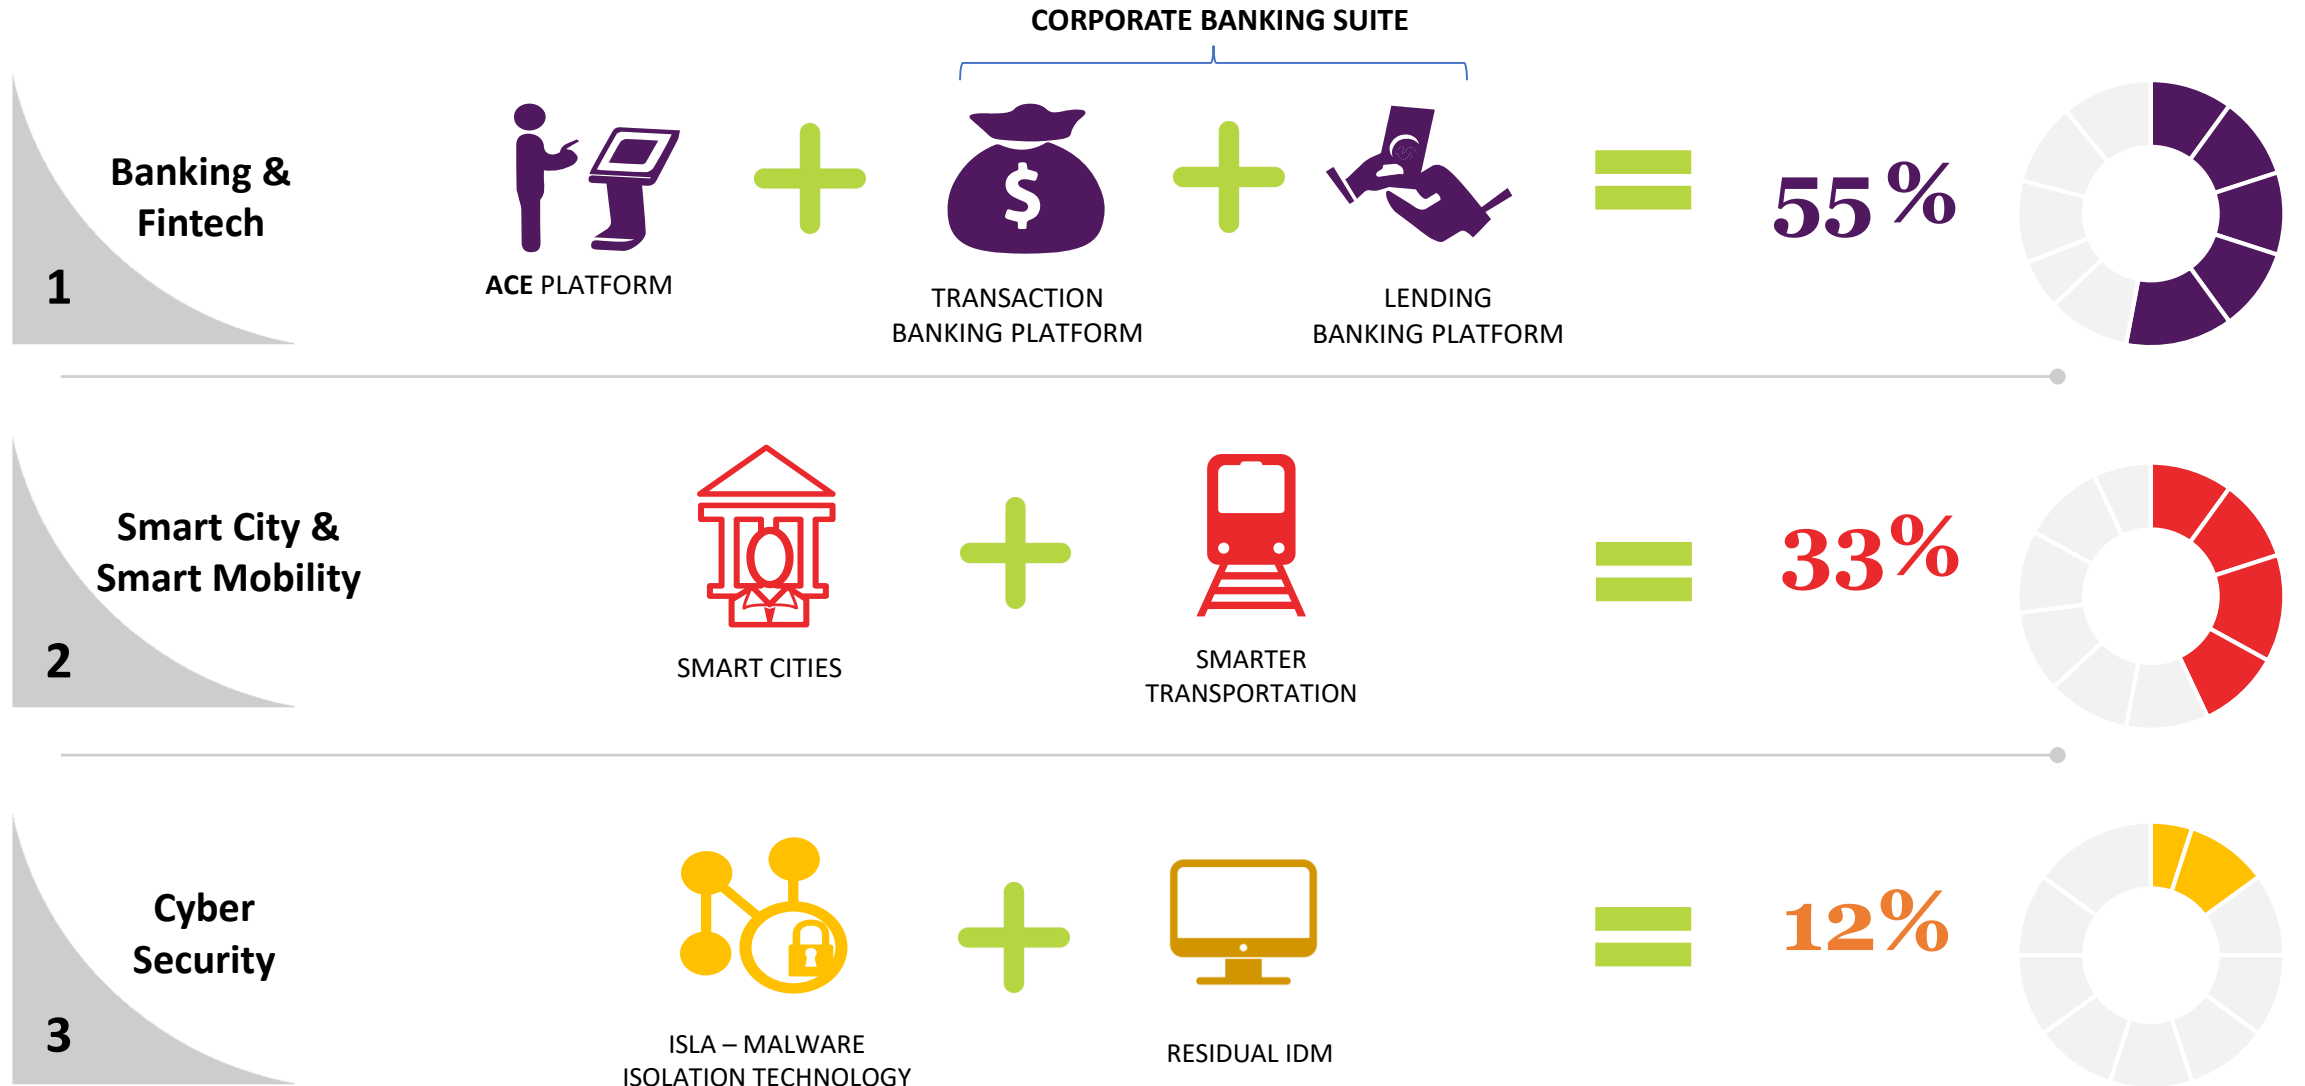 CORPORATE BANKING SUITE
Banking &
Fintech
1
ACE PLATFORM
$
TRANSACTION
BANKING PLATFORM
$
LENDING
BANKING PLATFORM
55%
Smart City &
Smart Mobility
2
SMART CITIES
SMARTER
TRANSPORTATION
33%
Cyber
Security
3
ISLA – MALWARE
ISOLATION TECHNOLOGY
RESIDUAL IDM
12%